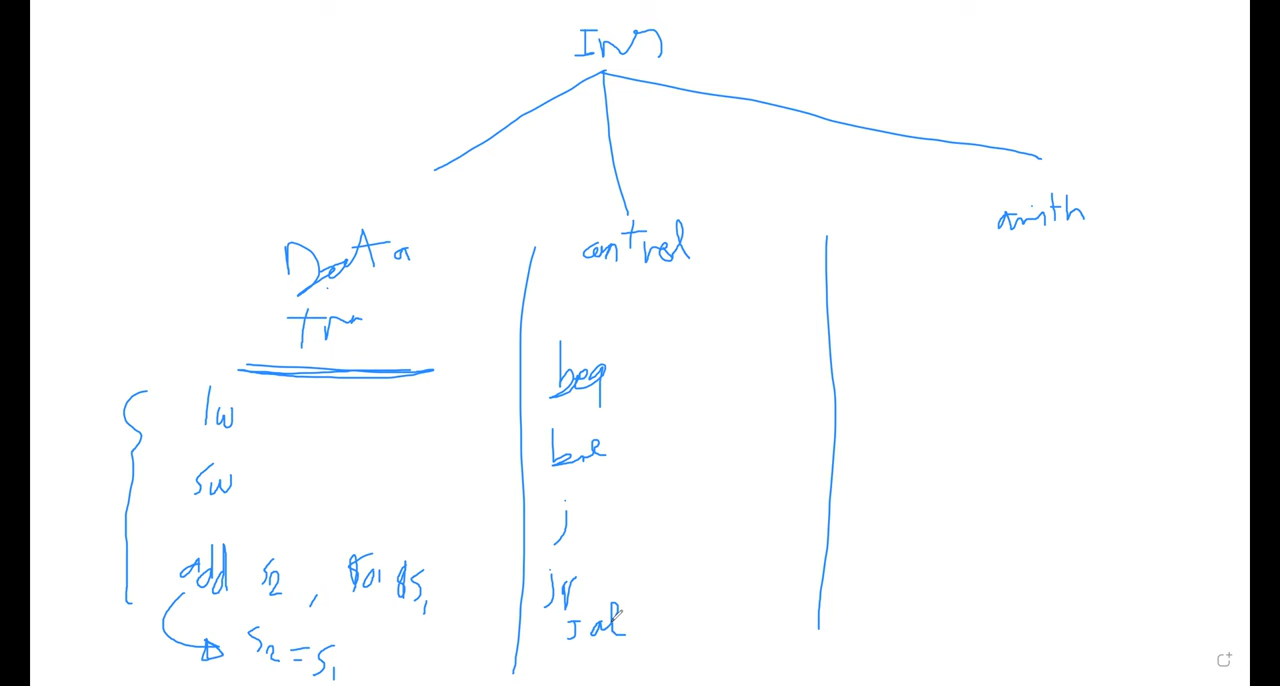 Ins
Data
tr
control
arith
lw
sw
add s2, $0, $s1
s2 = s1
beq
bne
j
jr
Jal